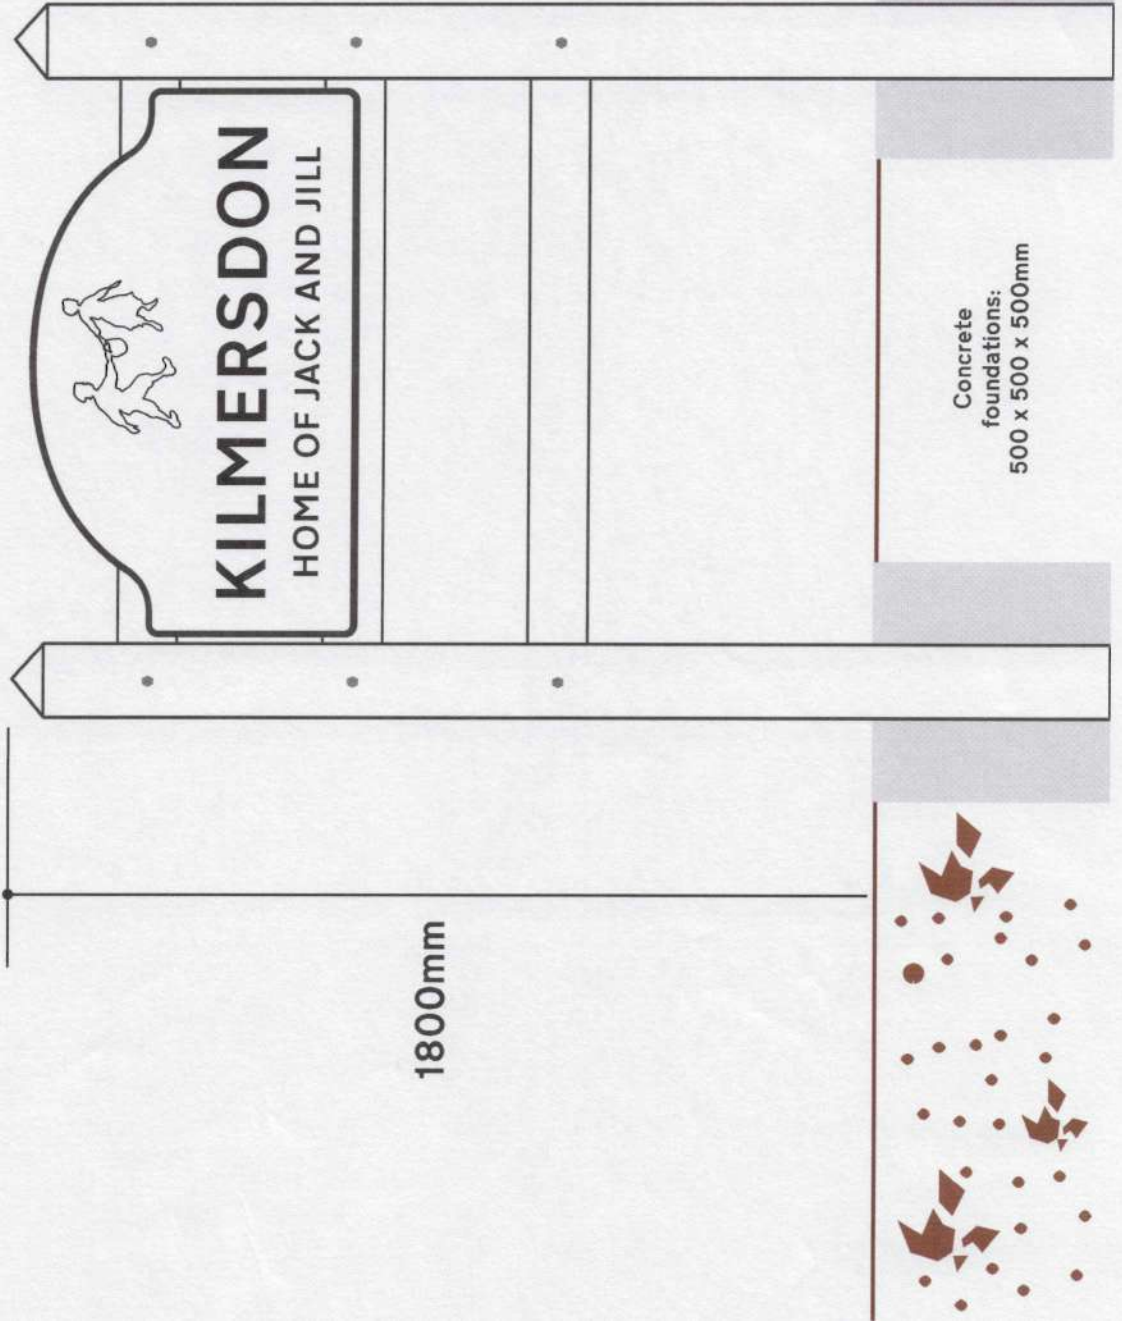 KILMERSDON
HOME OF JACK AND JILL
1800mm
Concrete
foundations:
500 x 500 x 500mm